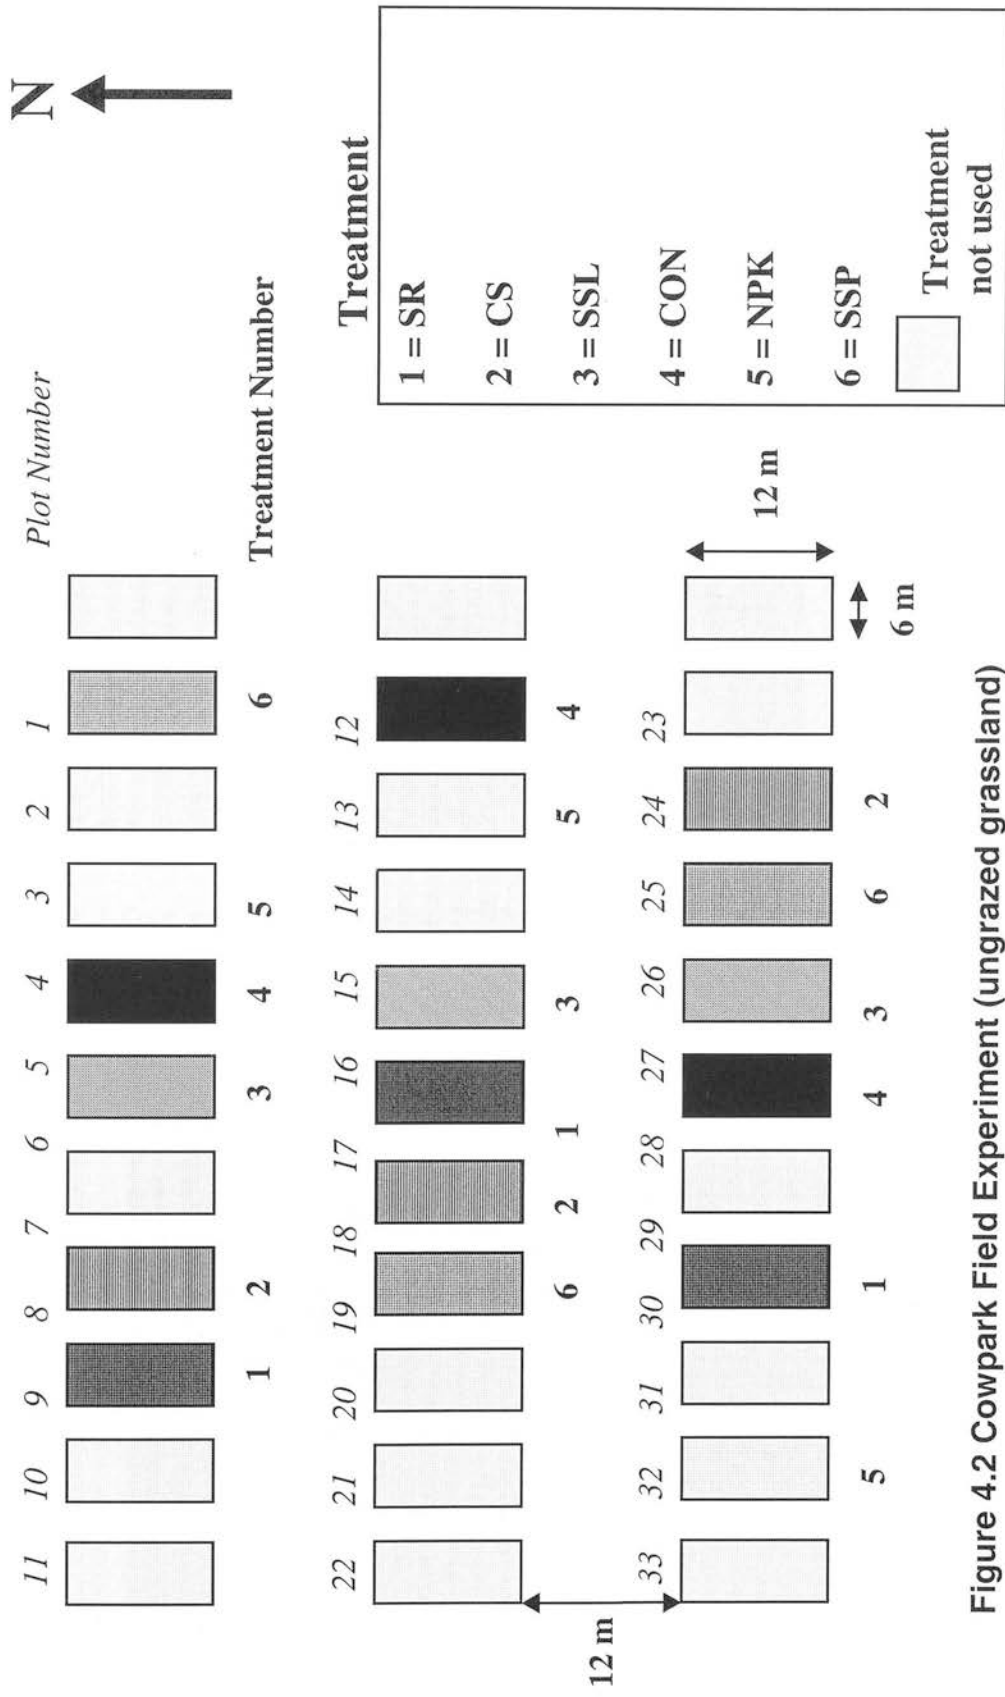 N
Plot Number
11 10 9 8 7 6 5 4 3 2 1
1 2 3 4 5 6 Treatment Number
22 21 20 19 18 17 16 15 14 13 12
6 2 1 3 5 4
12 m
33 32 31 30 29 28 27 26 25 24 23
5 1 4 3 6 2
6 m
12 m
Treatment
1 = SR
2 = CS
3 = SSL
4 = CON
5 = NPK
6 = SSP
Treatment
not used
Figure 4.2 Cowpark Field Experiment (ungrazed grassland)